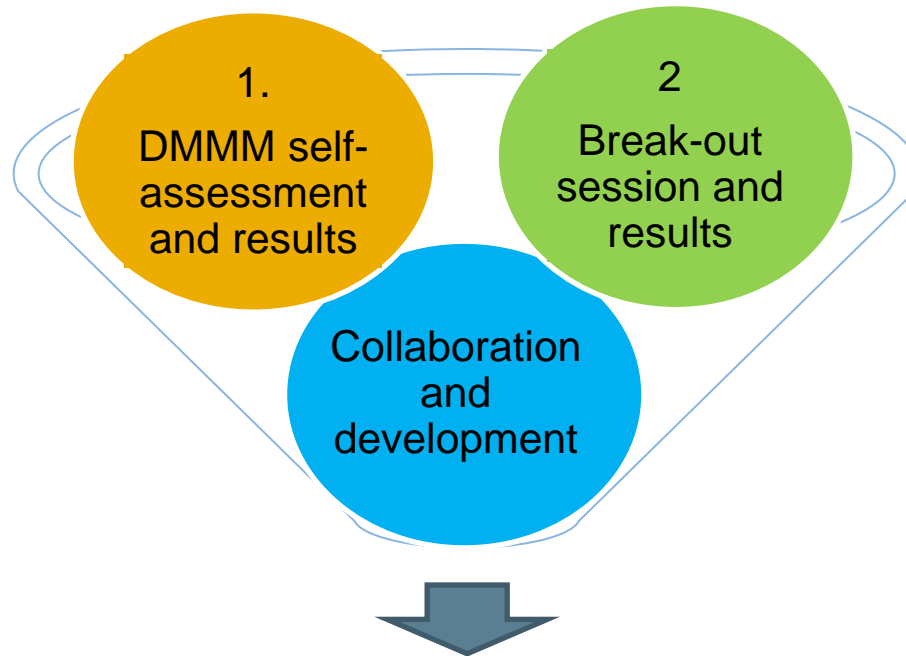 1.
DMMM self-
assessment
and results
2
Break-out
session and
results
Collaboration
and
development